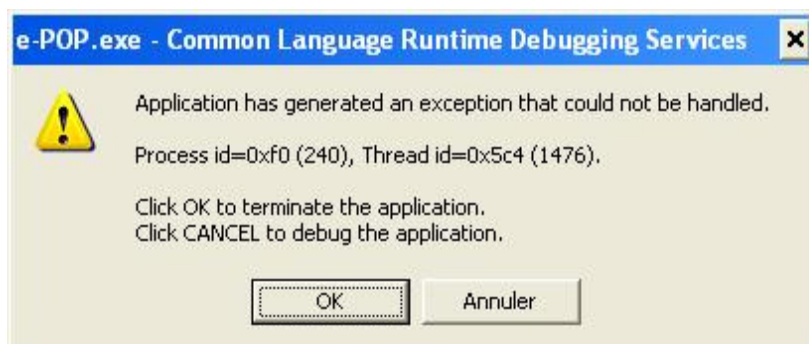 e-POP.exe - Common Language Runtime Debugging Services
Application has generated an exception that could not be handled.
Process id=0xf0 (240), Thread id=0x5c4 (1476).
Click OK to terminate the application.
Click CANCEL to debug the application.
OK
Annuler